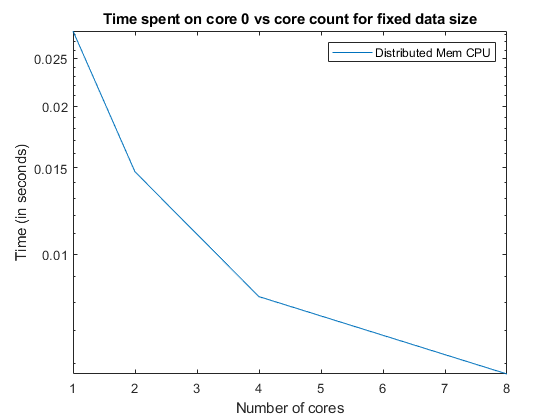 Time spent on core 0 vs core count for fixed data size
Distributed Mem CPU
0.025
0.02
0.015
0.01
Time (in seconds)
1 2 3 4 5 6 7 8
Number of cores